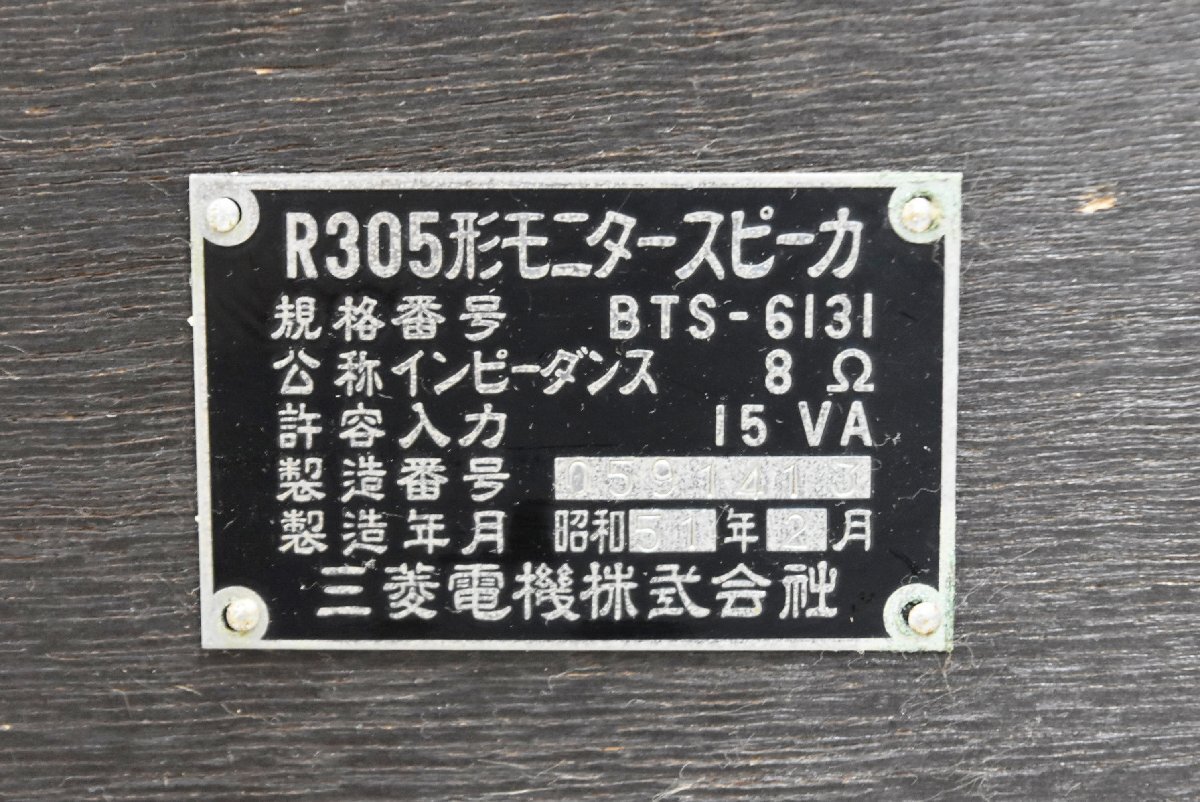 R305形モニタースピーカ
規格番号 BTS-6131
公称インピーダンス 8 Ω
許容入力 15 VA
製造番号 0591413
製造年月 昭和51年2月
三菱電機株式会社